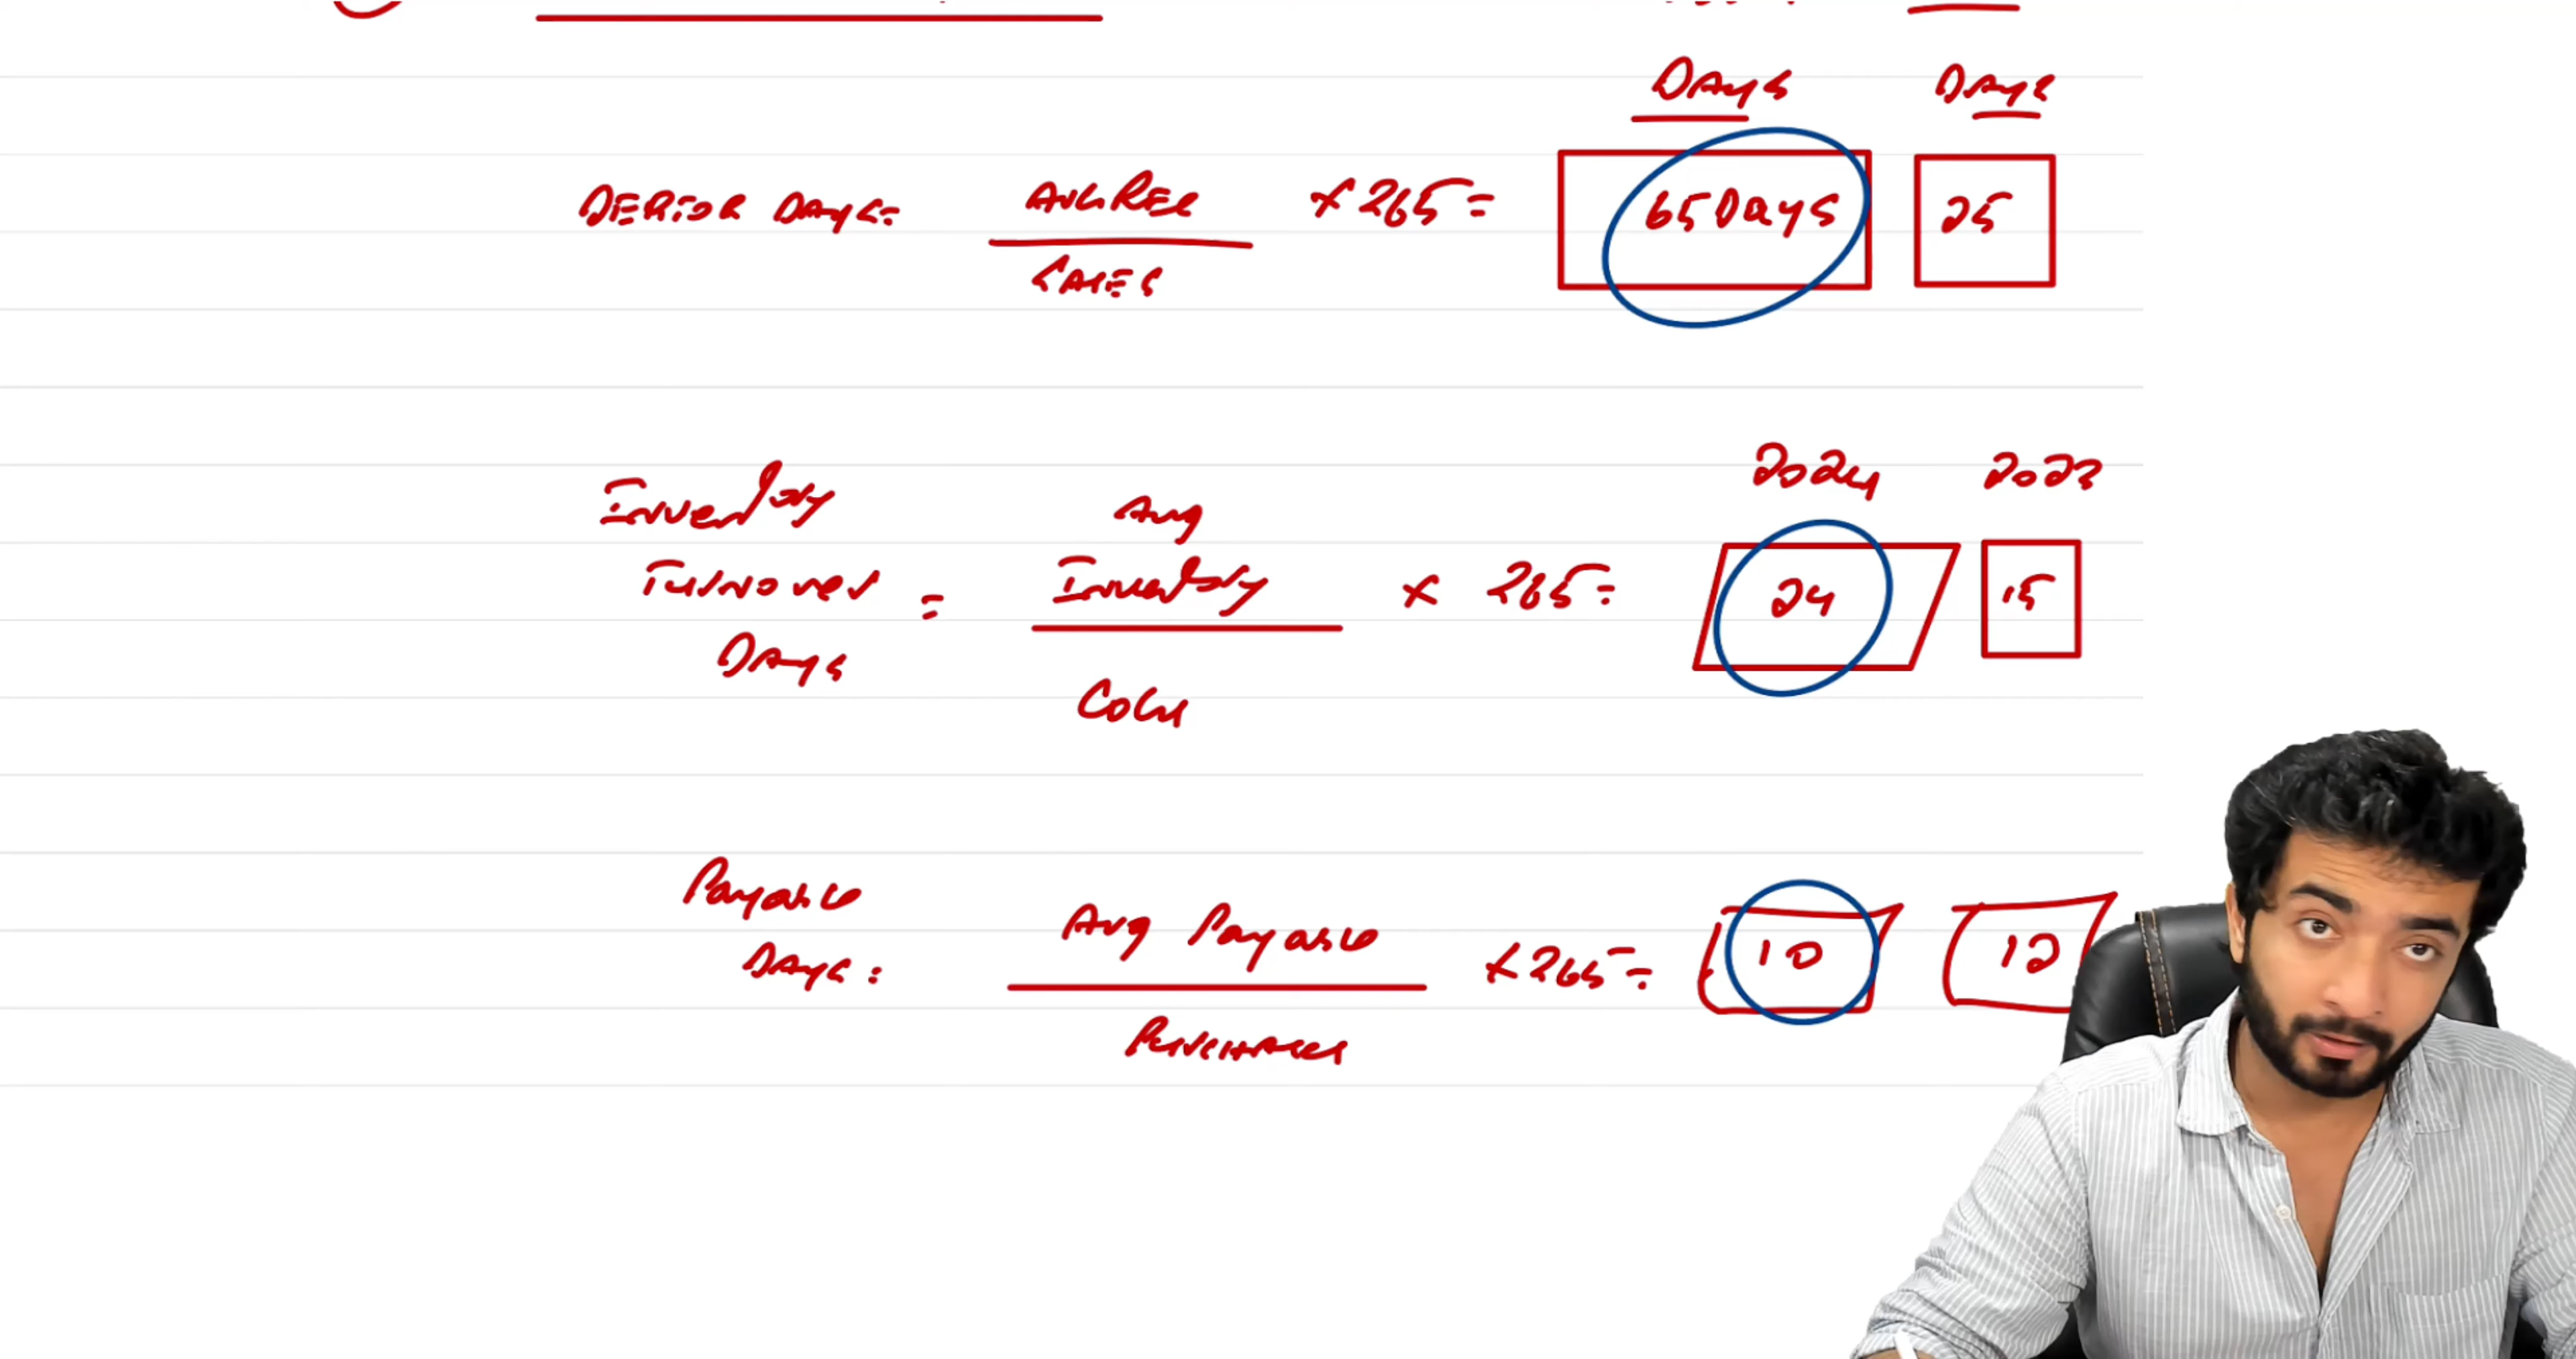 Days Days
DEBTOR DAYS = AVG REC × 365 = 65 Days 25
SALES
2024 2023
Inventory
Avg
Turnover = Inventory × 365 = 24 15
Days
COGS
Payable
Days = Avg Payable × 365 = 10 12
Purchases